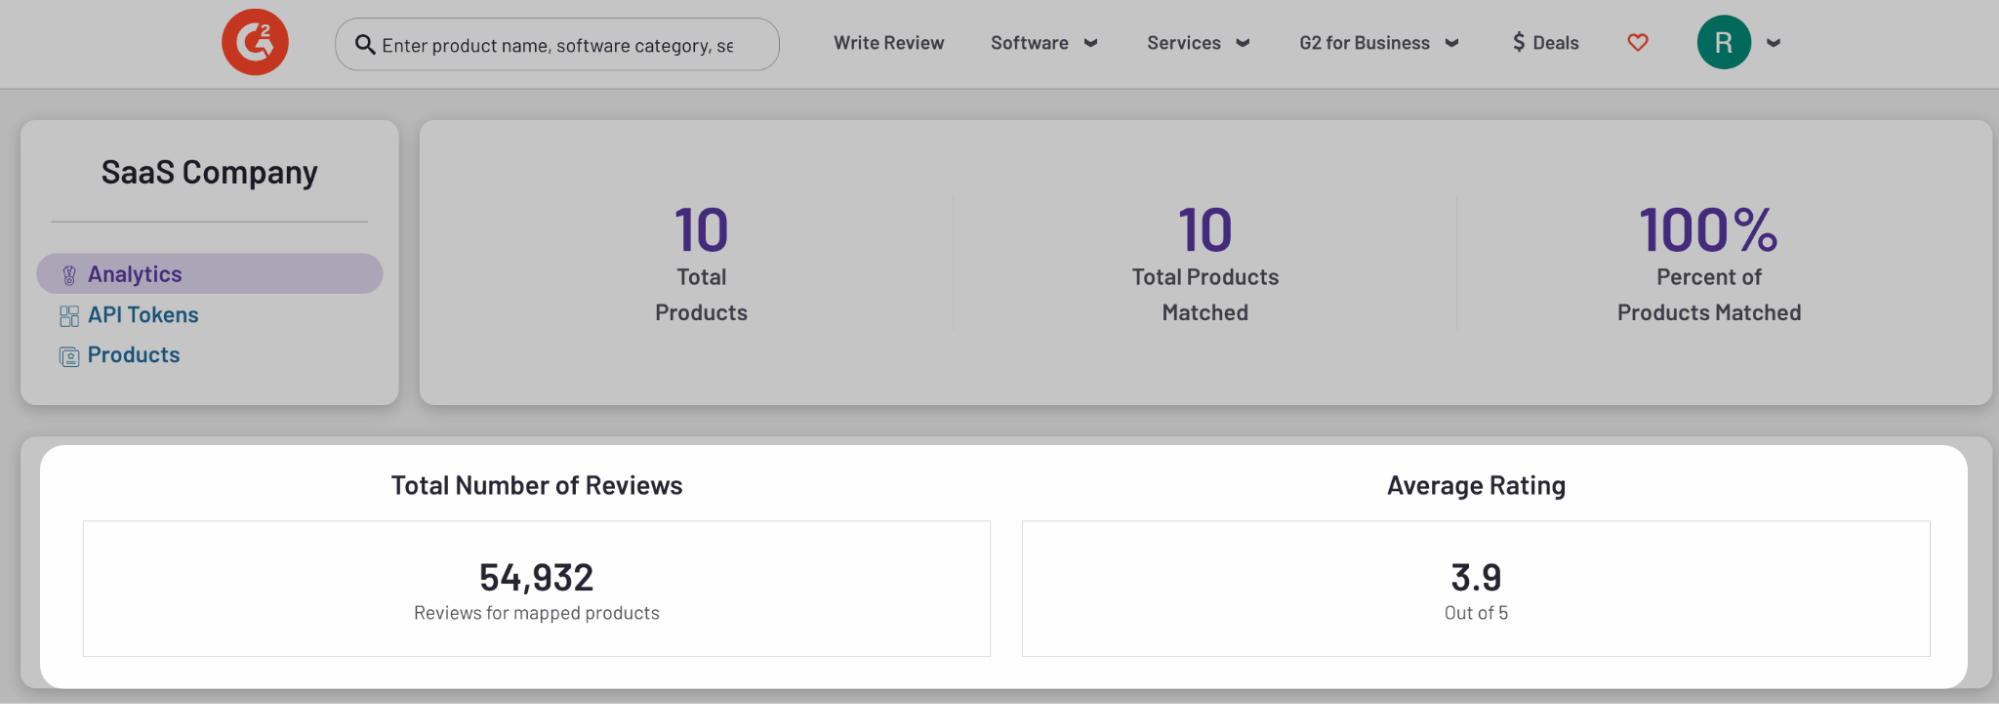 G2
Enter product name, software category, se
Write Review
Software
Services
G2 for Business
$ Deals
R
SaaS Company
Analytics
API Tokens
Products
10
Total
Products
10
Total Products
Matched
100%
Percent of
Products Matched
Total Number of Reviews
54,932
Reviews for mapped products
Average Rating
3.9
Out of 5